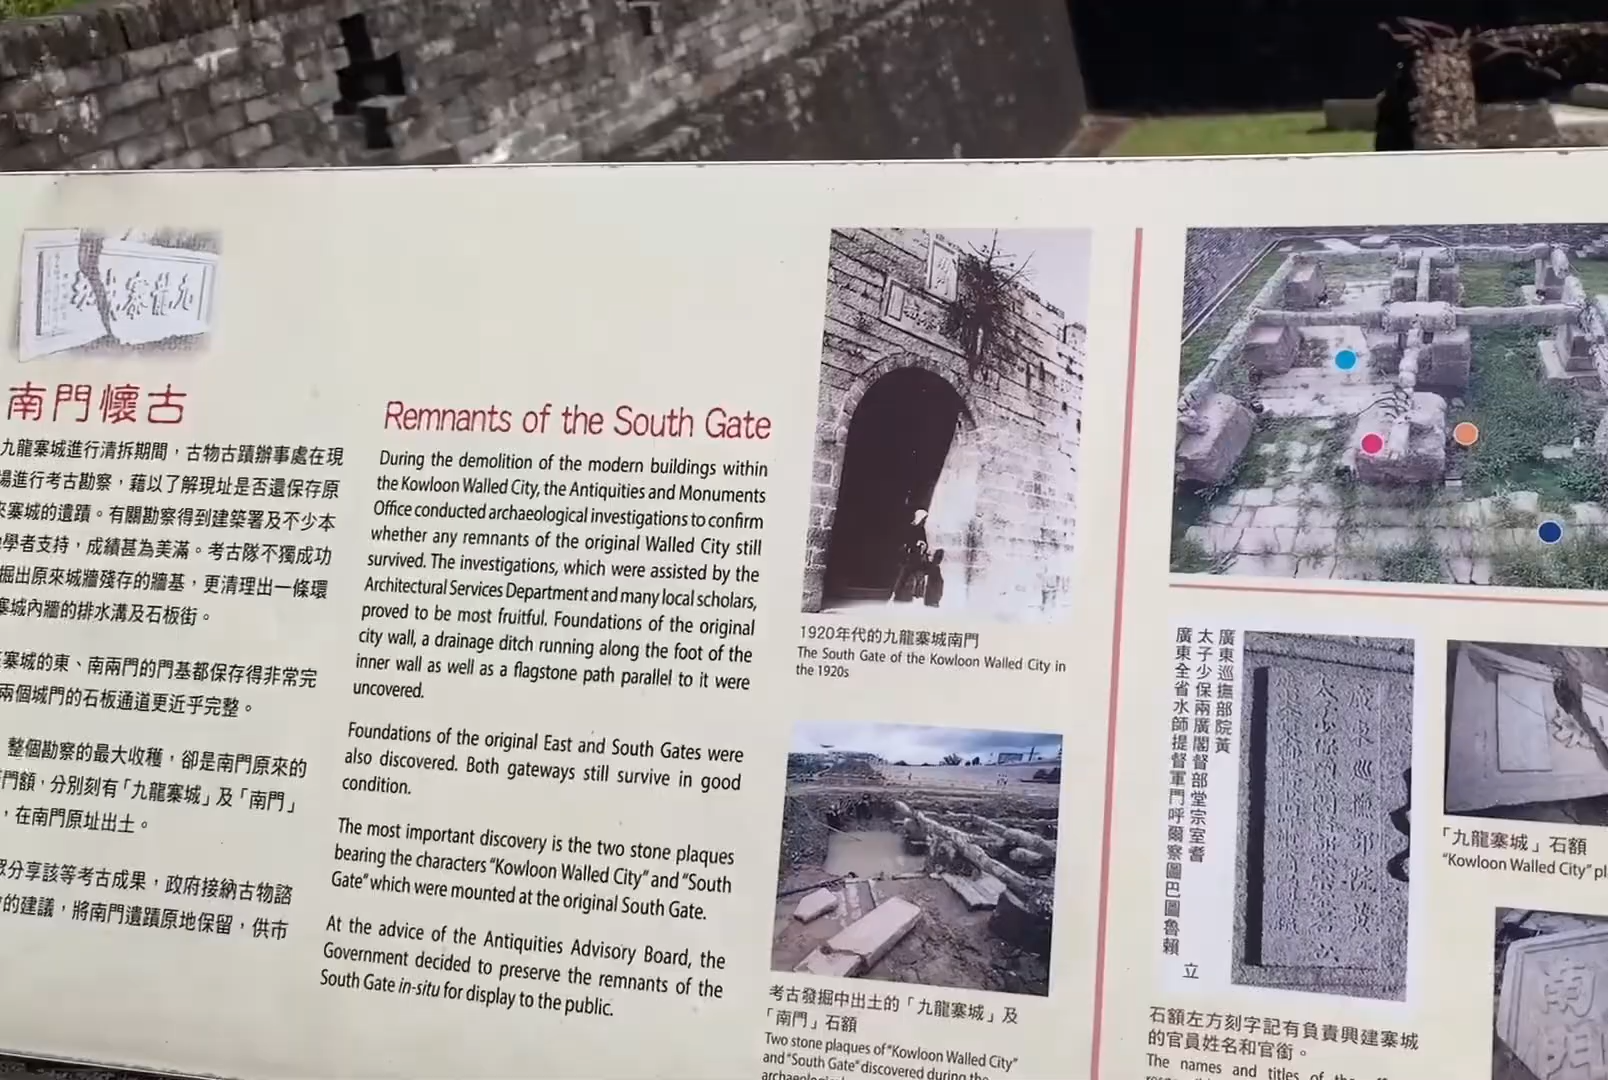 九龍寨城
南門懷古
九龍寨城進行清拆期間，古物古蹟辦事處在現
場進行考古勘察，藉以了解現址是否還保存原
來寨城的遺蹟。有關勘察得到建築署及不少本
學者支持，成績甚為美滿。考古隊不獨成功
掘出原來城牆殘存的牆基，更清理出一條環
寨城內牆的排水溝及石板街。
寨城的東、南兩門的門基都保存得非常完
兩個城門的石板通道更近乎完整。
整個勘察的最大收穫，卻是南門原來的
門額，分別刻有「九龍寨城」及「南門」
，在南門原址出土。
眾分享該等考古成果，政府接納古物諮
的建議，將南門遺蹟原地保留，供市
Remnants of the South Gate
During the demolition of the modern buildings within
the Kowloon Walled City, the Antiquities and Monuments
Office conducted archaeological investigations to confirm
whether any remnants of the original Walled City still
survived. The investigations, which were assisted by the
Architectural Services Department and many local scholars,
proved to be most fruitful. Foundations of the original
city wall, a drainage ditch running along the foot of the
inner wall as well as a flagstone path parallel to it were
uncovered.
Foundations of the original East and South Gates were
also discovered. Both gateways still survive in good
condition.
The most important discovery is the two stone plaques
bearing the characters "Kowloon Walled City" and "South
Gate" which were mounted at the original South Gate.
At the advice of the Antiquities Advisory Board, the
Government decided to preserve the remnants of the
South Gate in-situ for display to the public.
1920年代的九龍寨城南門
The South Gate of the Kowloon Walled City in
the 1920s
考古發掘中出土的「九龍寨城」及
「南門」石額
Two stone plaques of "Kowloon Walled City"
and "South Gate" discovered during the
廣東巡撫部院黃
太子少保兩廣閣督部堂宗室耆
廣東全省水師提督軍門呼爾察圖巴圖魯賴
立
石額左方刻字記有負責興建寨城
的官員姓名和官銜。
The names and titles of the
「九龍寨城」石額
"Kowloon Walled City"
南門